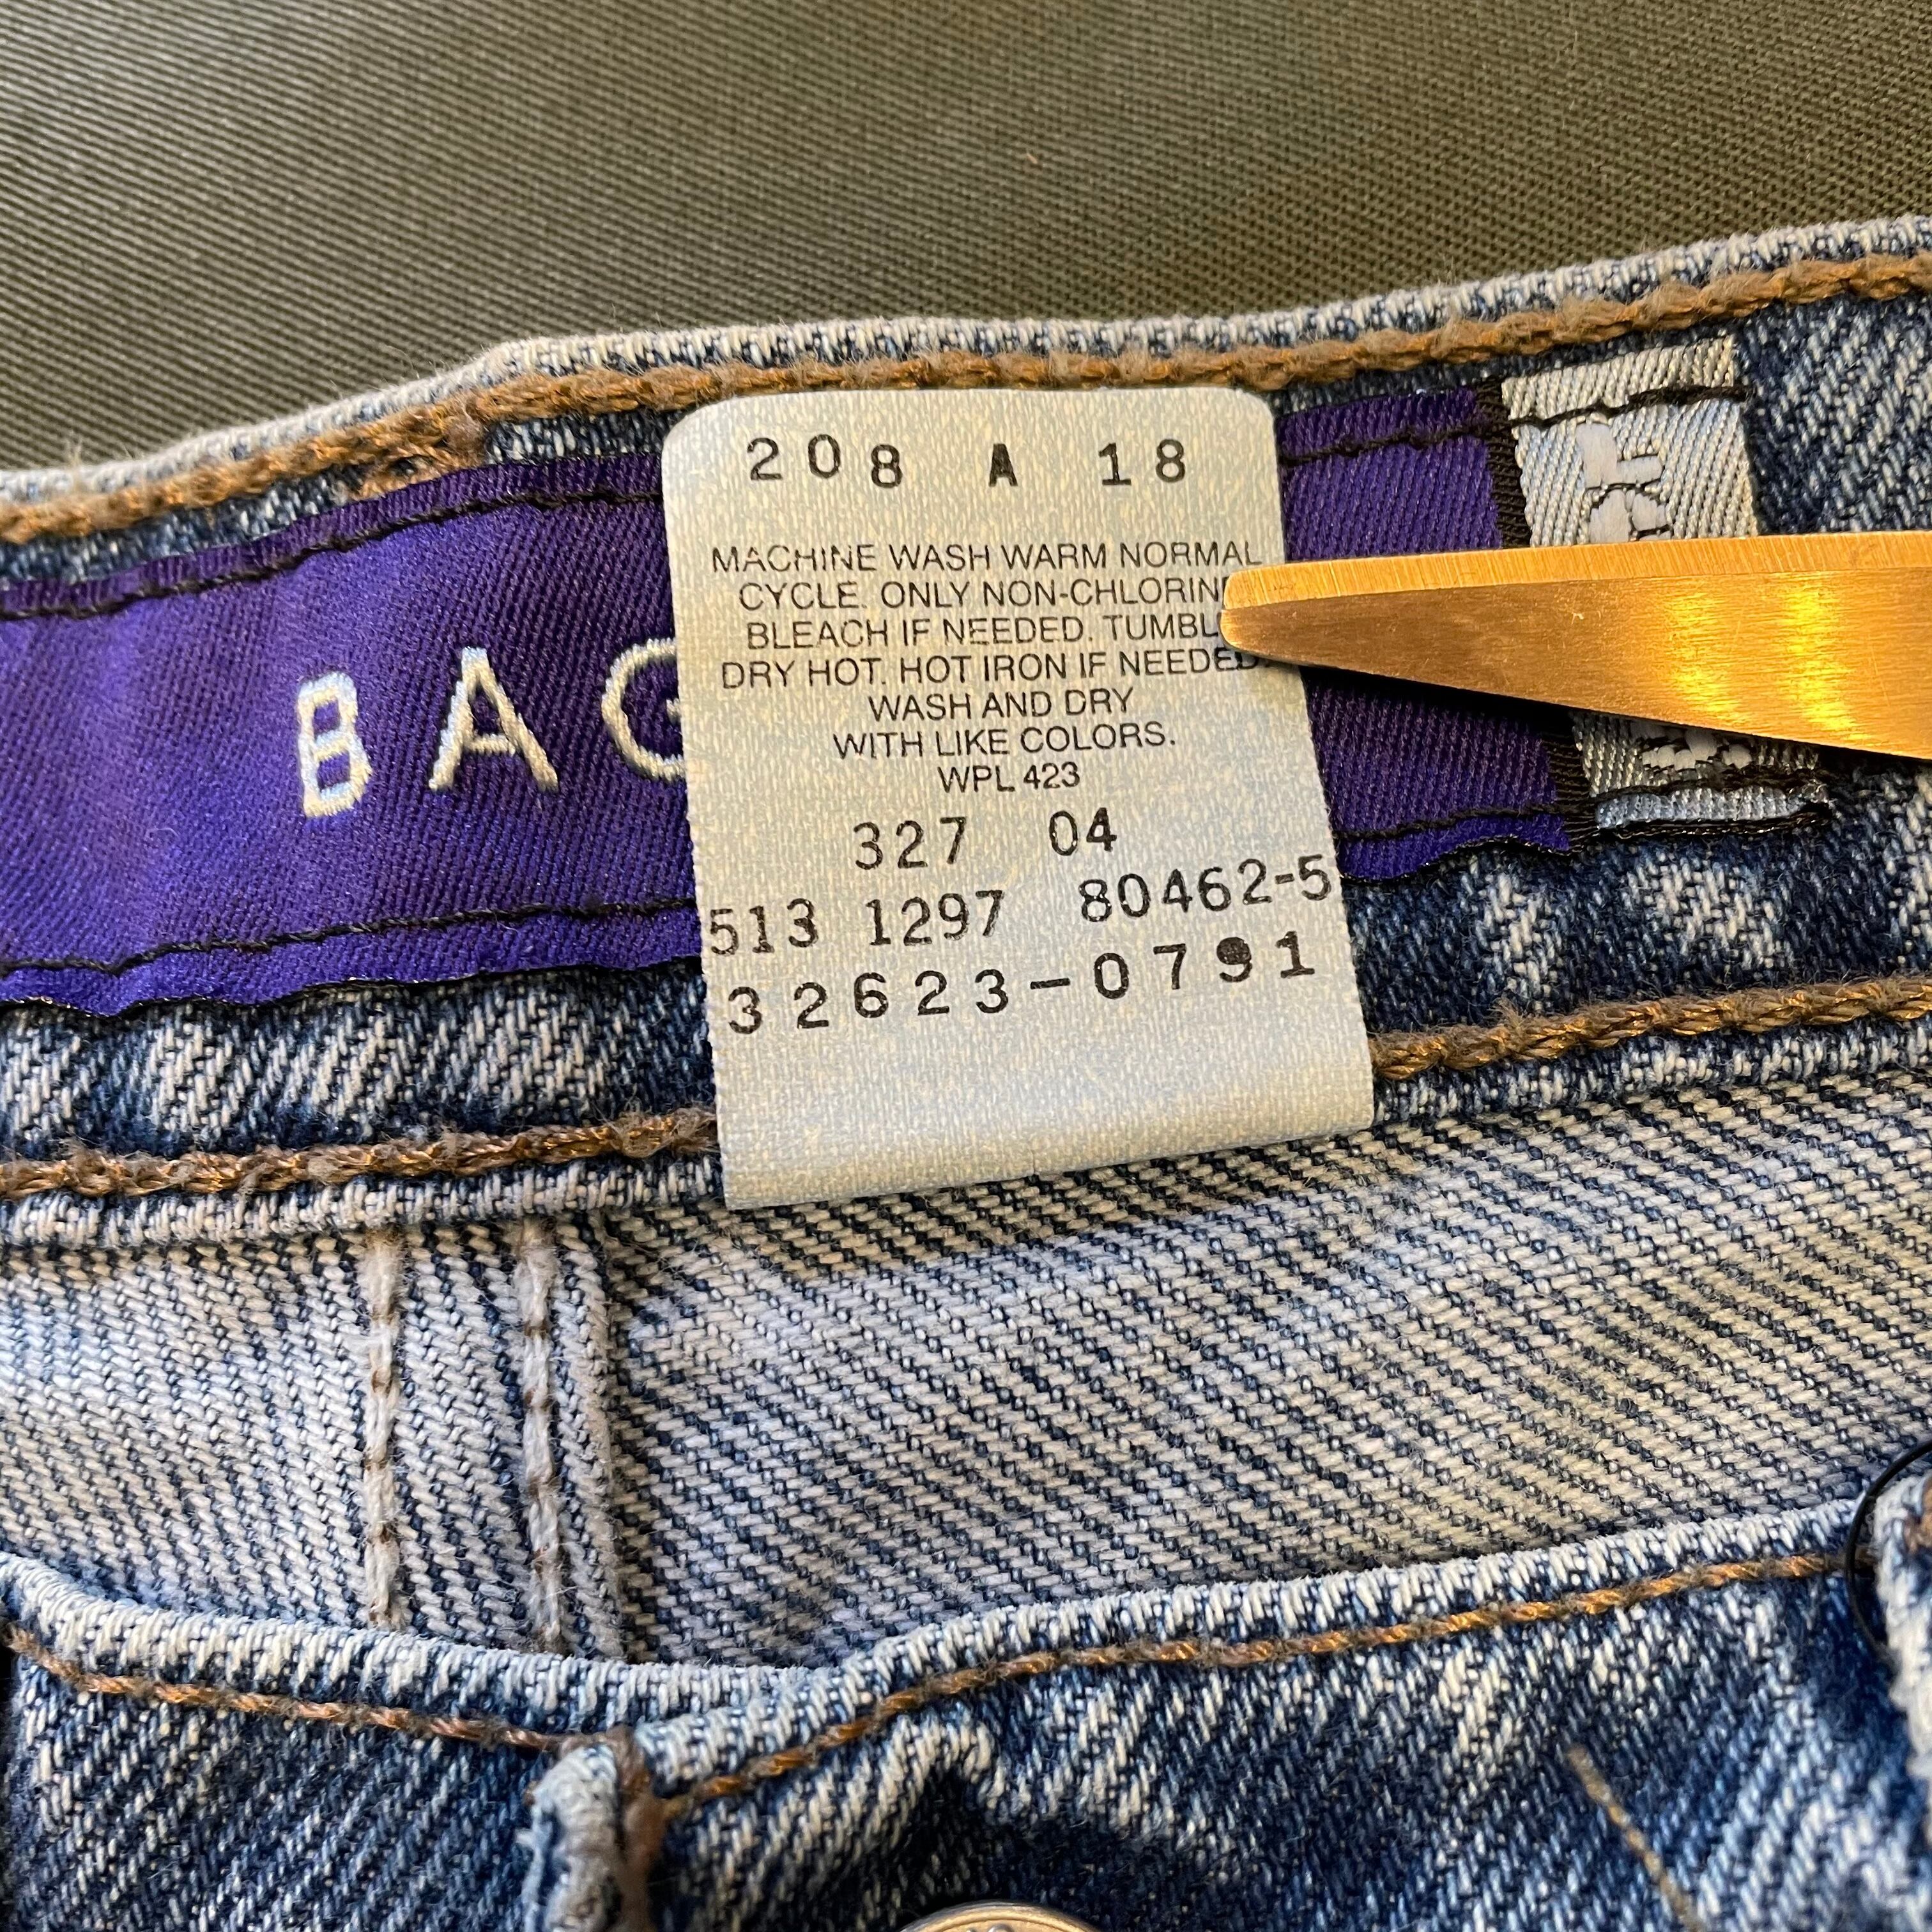 208 A 18
MACHINE WASH WARM NORMAL
CYCLE. ONLY NON-CHLORINE
BLEACH IF NEEDED. TUMBLE
DRY HOT. HOT IRON IF NEEDED.
WASH AND DRY
WITH LIKE COLORS.
WPL 423
327 04
513 1297 80462-5
32623-0791
BAG